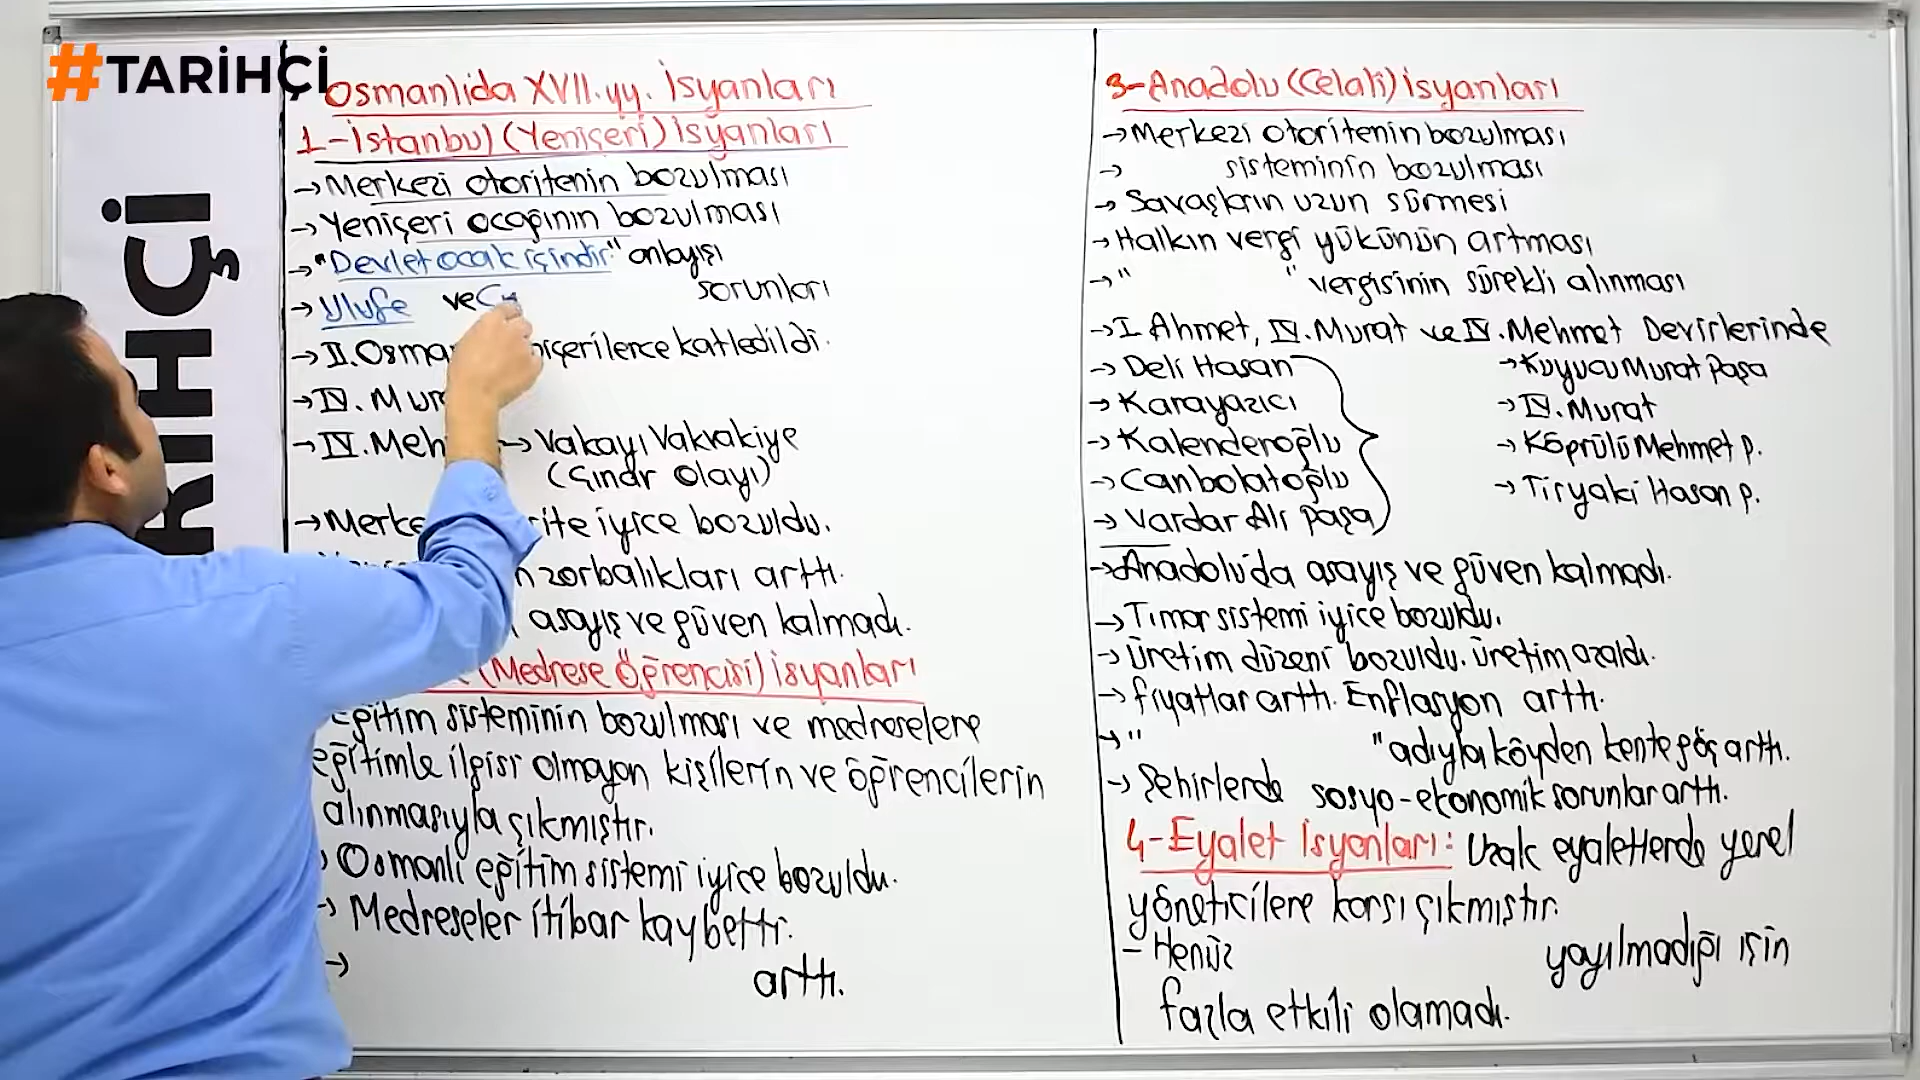 #TARİHÇİ
TARİHÇİ
Osmanlıda XVII.yy. İsyanları
1-İstanbul (Yeniçeri) İsyanları
→Merkezi otoritenin bozulması
→Yeniçeri ocağının bozulması
→"Devlet ocak içindir" anlayışı
→Ulufe ve sorunları
→II.Osma niçerilerce katledildi.
→IV. Mur
→IV.Meh → Vakayı Vakvakiye
(Çınar Olayı)
→Merke rite iyice bozuldu.
n zorbalıkları arttı.
asayiş ve güven kalmadı.
(Medrese Öğrencisi) İsyanları
Eğitim sisteminin bozulması ve medreselere
eğitimle ilgisi olmayan kişilerin ve öğrencilerin
alınmasıyla çıkmıştır.
Osmanlı eğitim sistemi iyice bozuldu.
→ Medreseler itibar kaybetti.
→ arttı.
3-Anadolu (Celali) İsyanları
→Merkezi otoritenin bozulması
→ sisteminin bozulması
→ Savaşların uzun sürmesi
→Halkın vergi yükünün artması
→" " vergisinin sürekli alınması
→I. Ahmet, IV. Murat ve IV. Mehmet Devirlerinde
→ Deli Hasan →Kuyucu Murat Paşa
→ Karayazıcı →IV. Murat
→ Kalenderoğlu →Köprülü Mehmet p.
→ Canbolatoğlu →Tiryaki Hasan p.
→ Vardar Ali paşa
→Anadolu'da asayiş ve güven kalmadı.
→Tımar sistemi iyice bozuldu.
→Üretim düzeni bozuldu. Üretim azaldı.
→ fiyatlar arttı. Enflasyon arttı.
→" "adıyla köyden kente göç arttı.
→ Şehirlerde sosyo-ekonomik sorunlar arttı.
4-Eyalet İsyanları: Uzak eyaletlerde yerel
yöneticilere karşı çıkmıştır.
- Henüz yayılmadığı için
fazla etkili olamadı.